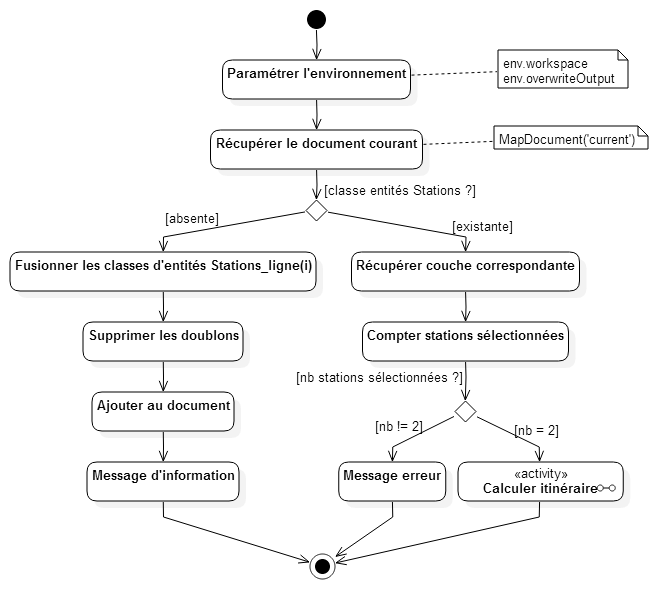 Paramétrer l'environnement
env.workspace
env.overwriteOutput
Récupérer le document courant
MapDocument('current')
[classe entités Stations ?]
[absente]
[existante]
Fusionner les classes d'entités Stations_ligne(i)
Récupérer couche correspondante
Supprimer les doublons
Compter stations sélectionnées
[nb stations sélectionnées ?]
Ajouter au document
[nb != 2]
[nb = 2]
Message d'information
Message erreur
«activity»
Calculer itinéraire